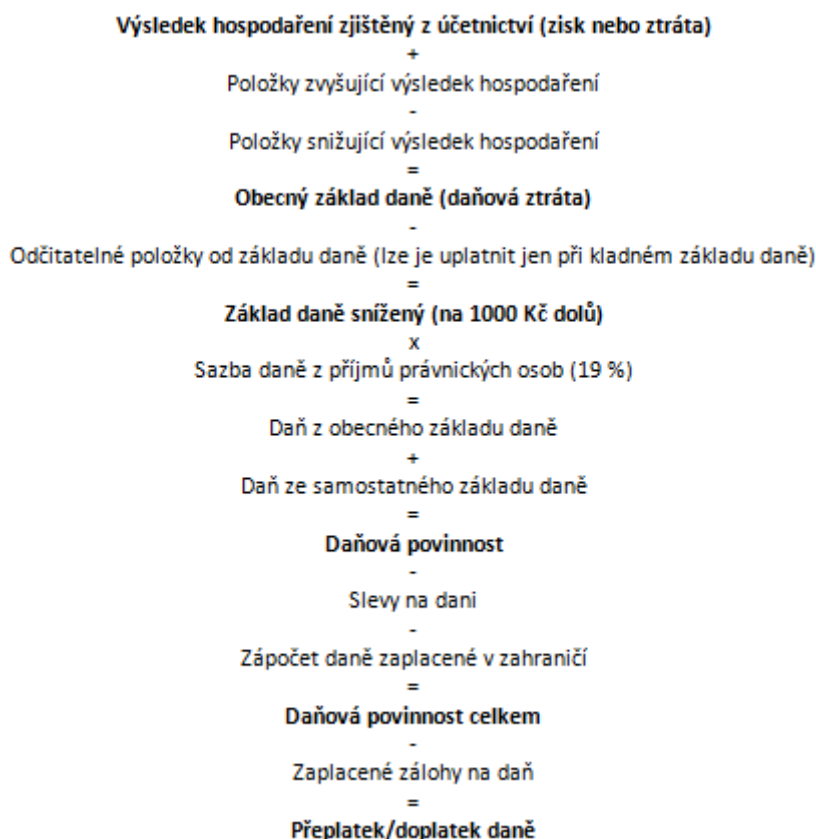 Výsledek hospodaření zjištěný z účetnictví (zisk nebo ztráta)
+
Položky zvyšující výsledek hospodaření
-
Položky snižující výsledek hospodaření
=
Obecný základ daně (daňová ztráta)
-
Odčitatelné položky od základu daně (lze je uplatnit jen při kladném základu daně)
=
Základ daně snížený (na 1000 Kč dolů)
x
Sazba daně z příjmů právnických osob (19 %)
=
Daň z obecného základu daně
+
Daň ze samostatného základu daně
=
Daňová povinnost
-
Slevy na dani
-
Zápočet daně zaplacené v zahraničí
=
Daňová povinnost celkem
-
Zaplacené zálohy na daň
=
Přeplatek/doplatek daně